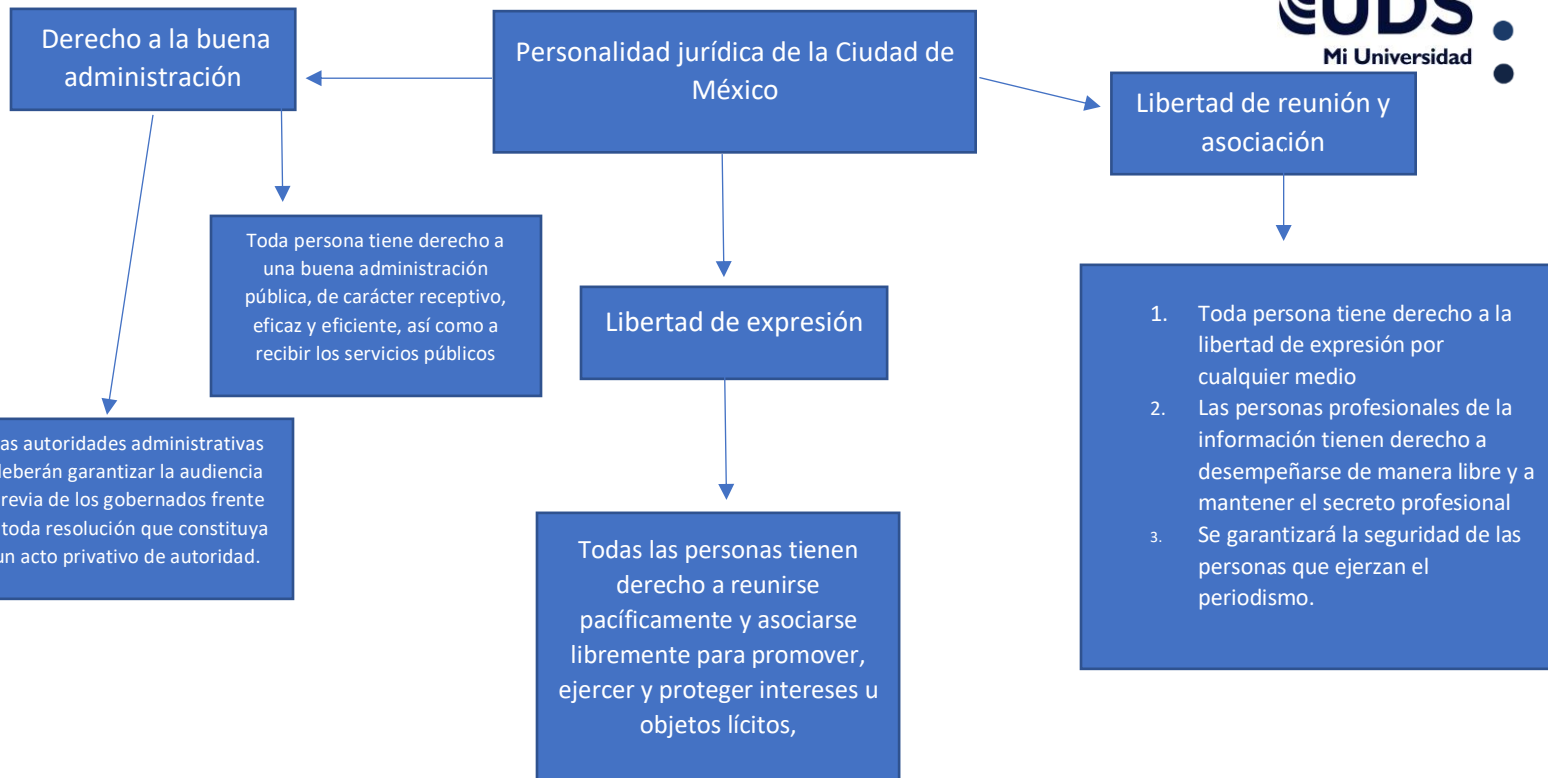 UDS
Mi Universidad
Derecho a la buena
administración
Personalidad jurídica de la Ciudad de
México
Libertad de reunión y
asociación
Toda persona tiene derecho a
una buena administración
pública, de carácter receptivo,
eficaz y eficiente, así como a
recibir los servicios públicos
as autoridades administrativas
deberán garantizar la audiencia
revia de los gobernados frente
toda resolución que constituya
un acto privativo de autoridad.
Libertad de expresión
Todas las personas tienen
derecho a reunirse
pacíficamente y asociarse
libremente para promover,
ejercer y proteger intereses u
objetos lícitos,
1. Toda persona tiene derecho a la
libertad de expresión por
cualquier medio
2. Las personas profesionales de la
información tienen derecho a
desempeñarse de manera libre y a
mantener el secreto profesional
3. Se garantizará la seguridad de las
personas que ejerzan el
periodismo.